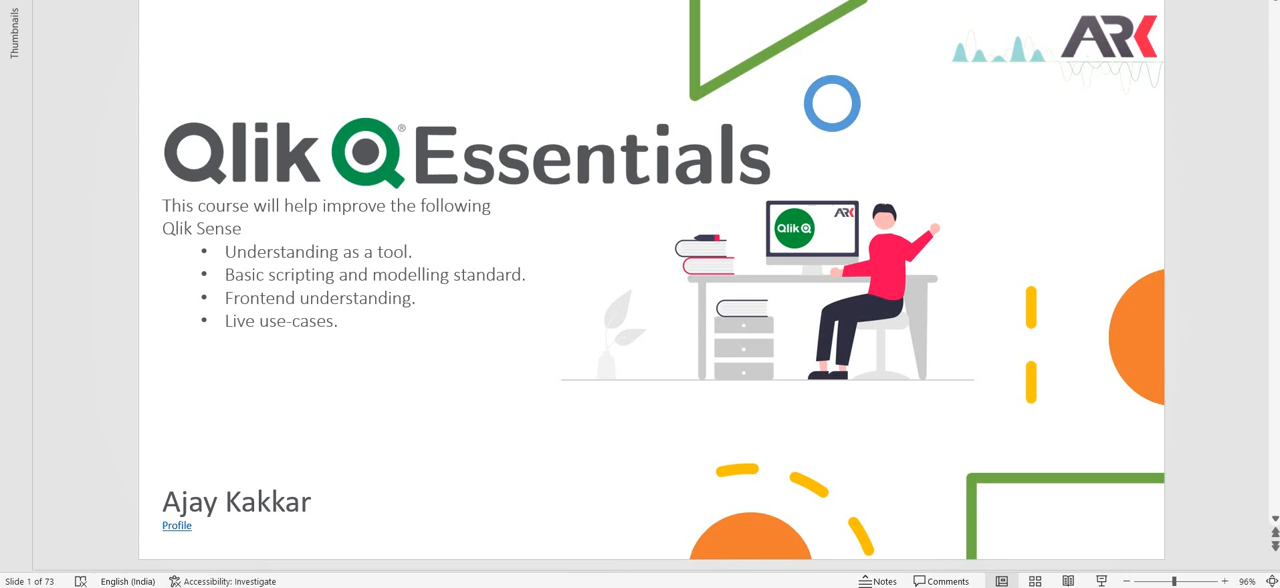 Thumbnails
ARK
Qlik Q® Essentials
This course will help improve the following
Qlik Sense
• Understanding as a tool.
• Basic scripting and modelling standard.
• Frontend understanding.
• Live use-cases.
Qlik Q
ARK
Ajay Kakkar
Profile
Slide 1 of 73
English (India)
Accessibility: Investigate
Notes
Comments
96%